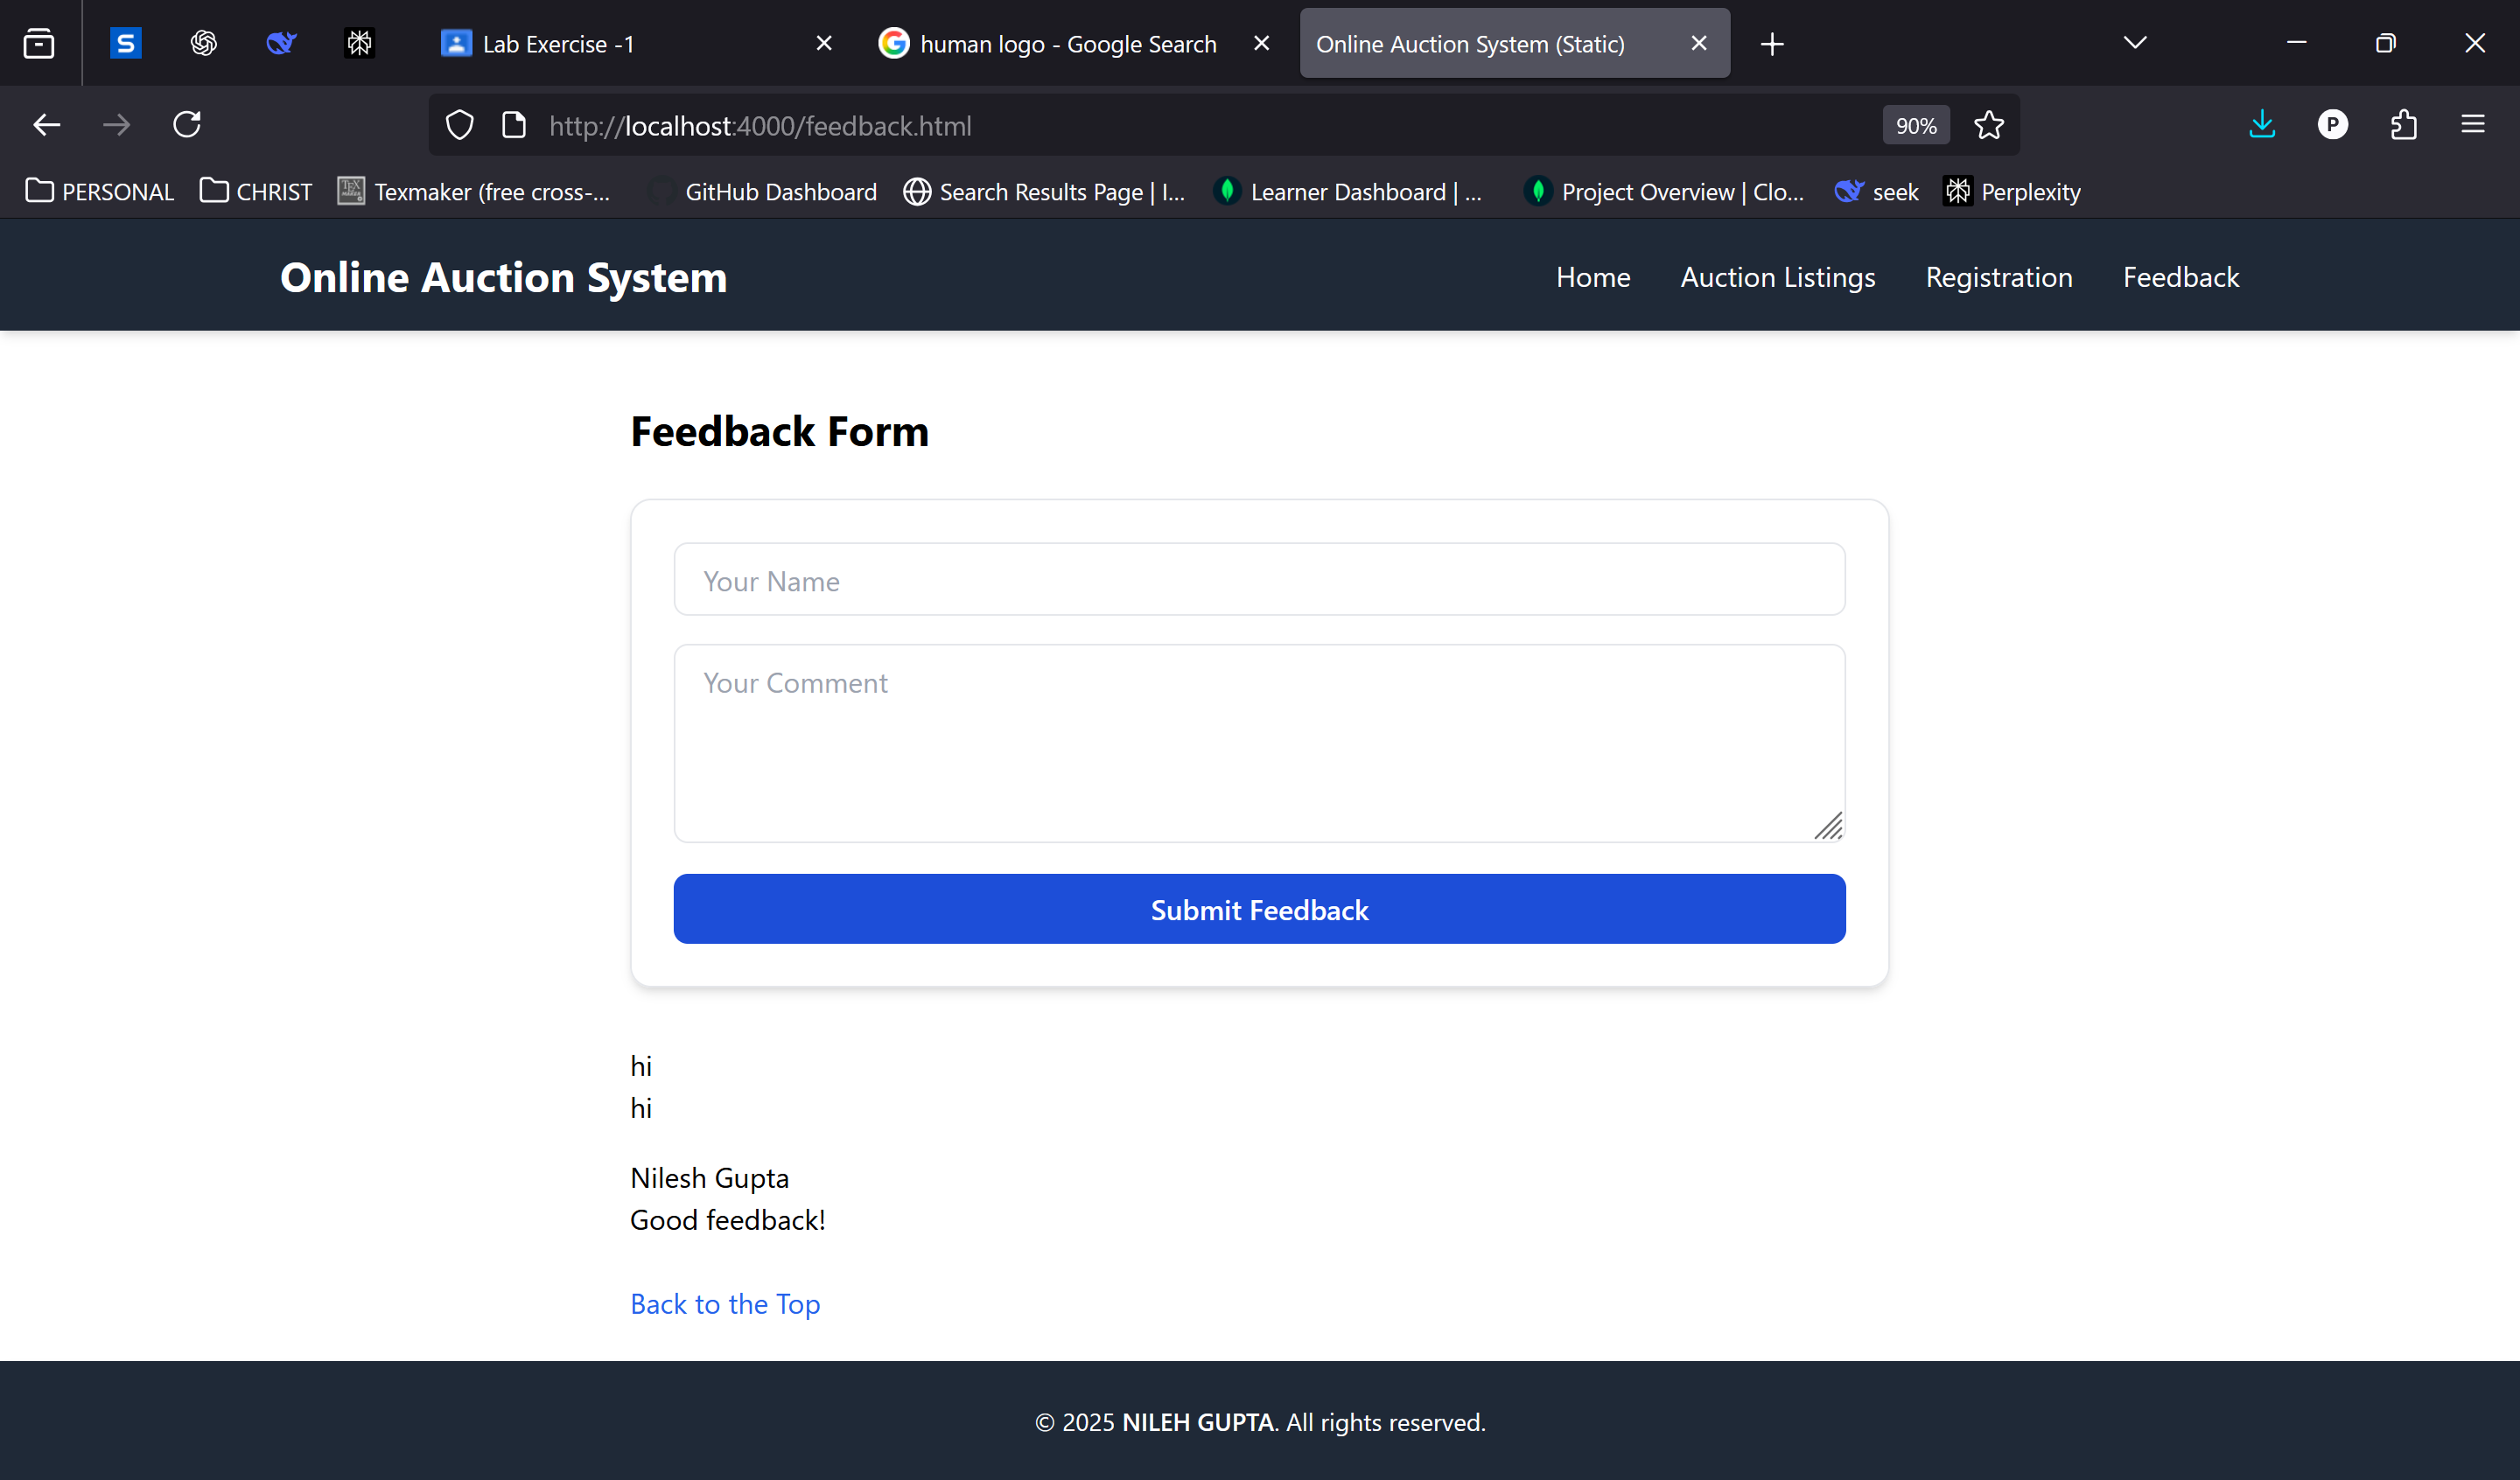 Lab Exercise -1
human logo - Google Search
Online Auction System (Static)
http://localhost:4000/feedback.html
90%
P
PERSONAL
CHRIST
Texmaker (free cross-...
GitHub Dashboard
Search Results Page | I...
Learner Dashboard | ...
Project Overview | Clo...
seek
Perplexity
Online Auction System
Home
Auction Listings
Registration
Feedback
Feedback Form
Your Name
Your Comment
Submit Feedback
hi
hi
Nilesh Gupta
Good feedback!
Back to the Top
© 2025 NILEH GUPTA. All rights reserved.